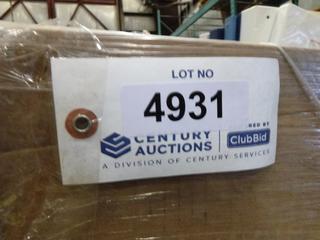 LOT NO
4931
CENTURY
AUCTIONS
ClubBid
A DIVISION OF CENTURY SERVICES